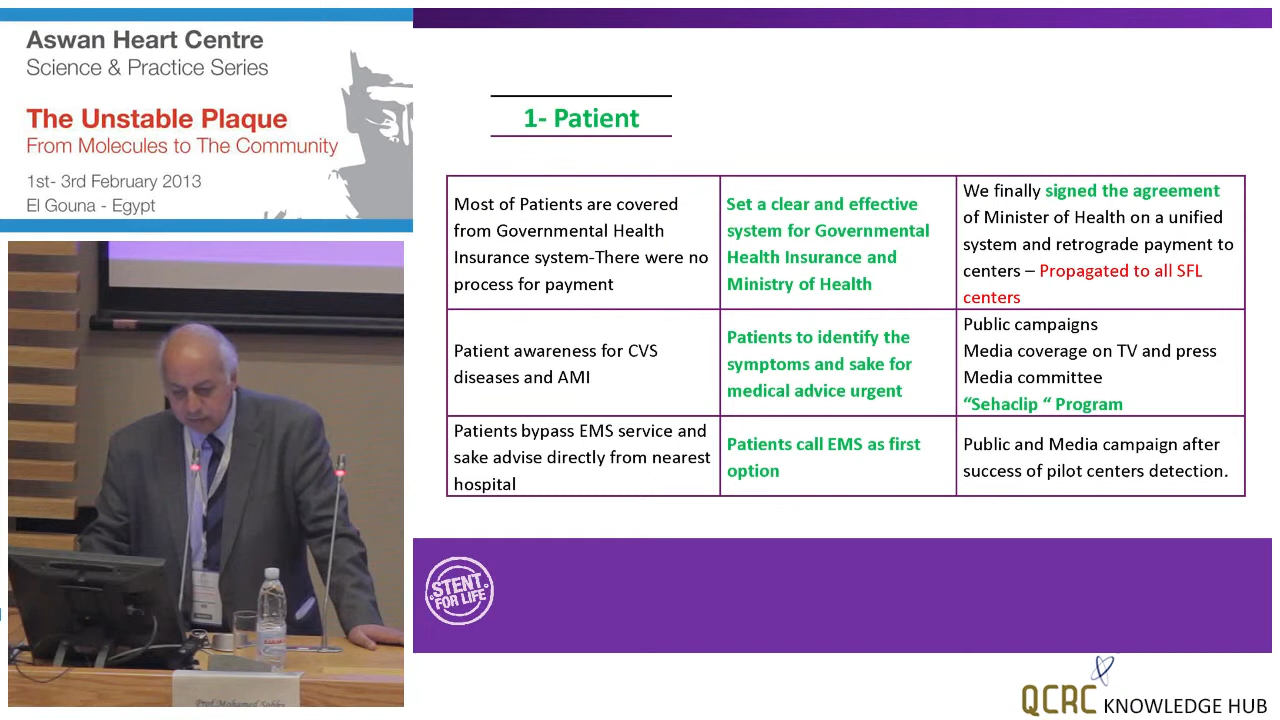 Aswan Heart Centre
Science & Practice Series
The Unstable Plaque
From Molecules to The Community
1st- 3rd February 2013
El Gouna - Egypt
1- Patient
Most of Patients are covered
from Governmental Health
Insurance system-There were no
process for payment
Set a clear and effective
system for Governmental
Health Insurance and
Ministry of Health
We finally signed the agreement
of Minister of Health on a unified
system and retrograde payment to
centers – Propagated to all SFL
centers
Patient awareness for CVS
diseases and AMI
Patients to identify the
symptoms and sake for
medical advice urgent
Public campaigns
Media coverage on TV and press
Media committee
“Sehaclip “ Program
Patients bypass EMS service and
sake advise directly from nearest
hospital
Patients call EMS as first
option
Public and Media campaign after
success of pilot centers detection.
STENT
FOR LIFE
Prof. Mohamed
QCRC KNOWLEDGE HUB